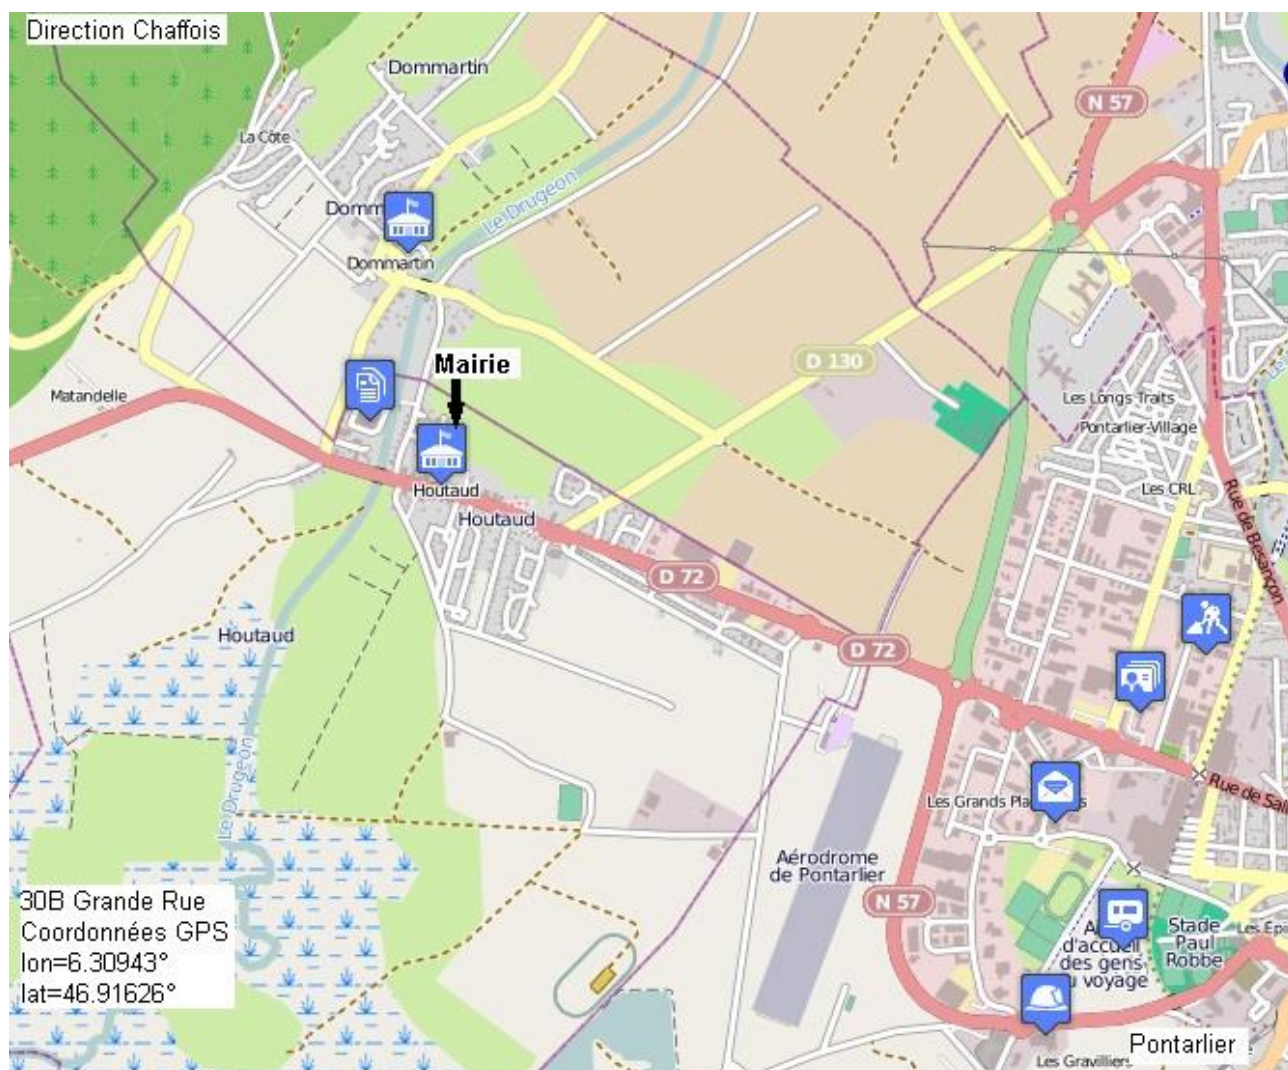 Direction Chaffois
Dommartin
N 57
La Côte
Le Drugeon
Dommartin
Mairie
D 130
Matandelle
Les Longs Traits
Pontarlier-Village
Houtaud
Les CRL
Houtaud
Rue de Besançon
D 72
Houtaud
D 72
Le Drugeon
Les Grands
Rue de
Aérodrome
de Pontarlier
30B Grande Rue
Coordonnées GPS
lon=6.30943°
lat=46.91626°
N 57
Stade
Paul
Robbe
d'accueil
des gens
voyage
Pontarlier
Les Gravilliers